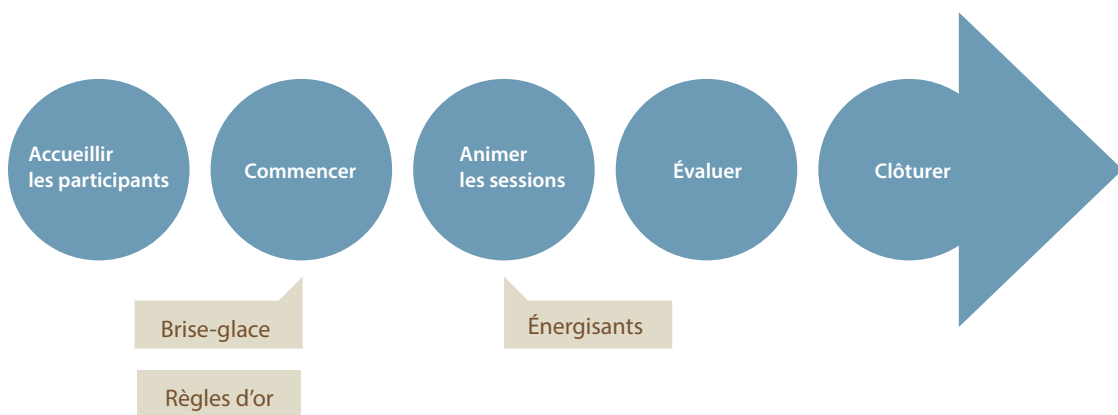 Accueillir
les participants
Commencer
Animer
les sessions
Évaluer
Clôturer
Brise-glace
Énergisants
Règles d'or